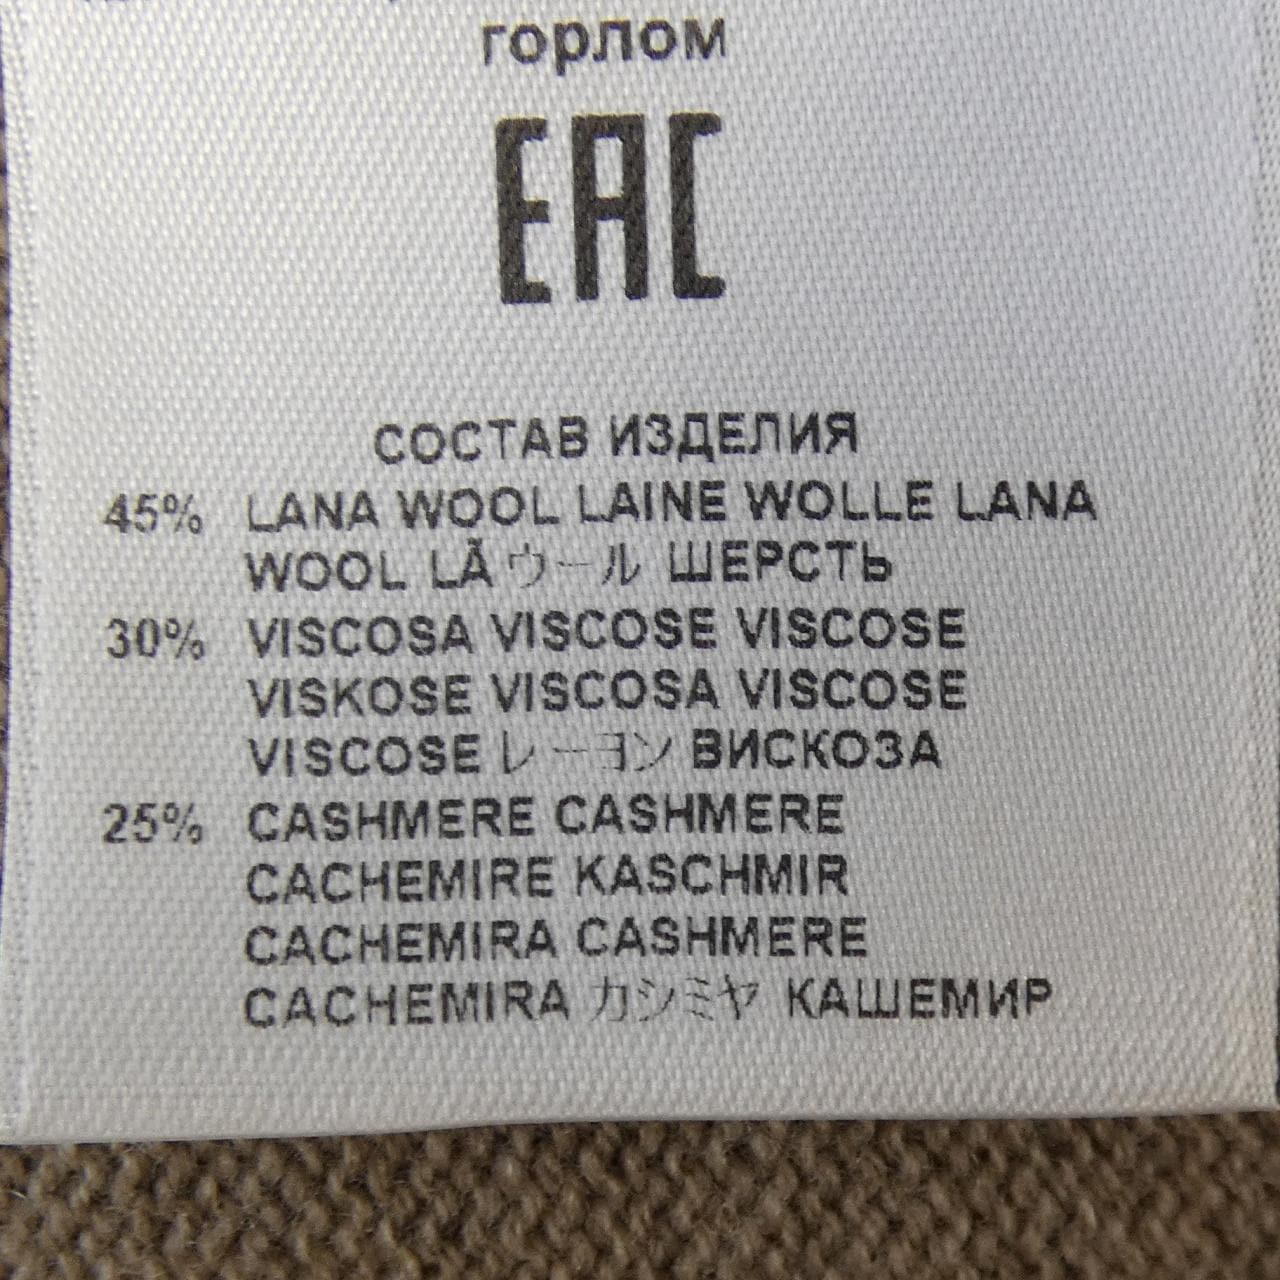 горлом
EAC
СОСТАВ ИЗДЕЛИЯ
45% LANA WOOL LAINE WOLLE LANA
WOOL LÃ ウール ШЕРСТЬ
30% VISCOSA VISCOSE VISCOSE
VISKOSE VISCOSA VISCOSE
VISCOSE レーヨン ВИСКОЗА
25% CASHMERE CASHMERE
CACHEMIRE KASCHMIR
CACHEMIRA CASHMERE
CACHEMIRA カシミヤ КАШЕМИР